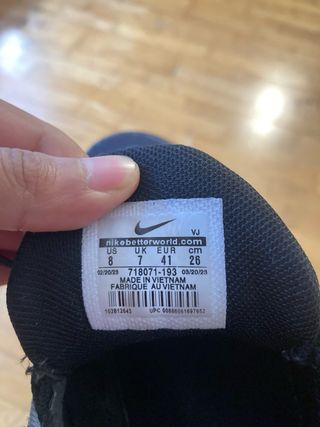 VJ
nikebetterworld.com
US UK EUR cm
8 7 41 26
02/20/23 718071-193 03/20/23
MADE IN VIETNAM
FABRIQUE AU VIETNAM